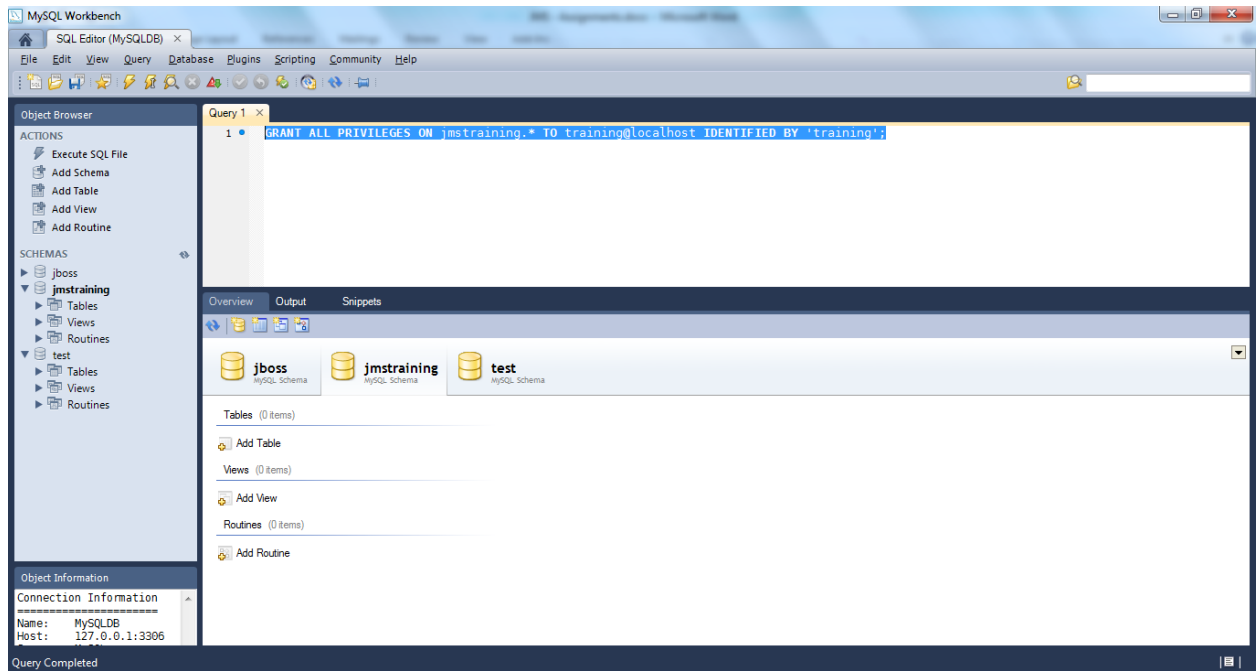 MySQL Workbench
SQL Editor (MySQLDB) ×
File Edit View Query Database Plugins Scripting Community Help
Object Browser
ACTIONS
Execute SQL File
Add Schema
Add Table
Add View
Add Routine
SCHEMAS
jboss
jmstraining
Tables
Views
Routines
test
Tables
Views
Routines
Object Information
Connection Information
======================
Name: MySQLDB
Host: 127.0.0.1:3306
Query 1 ×
1 GRANT ALL PRIVILEGES ON jmstraining.* TO training@localhost IDENTIFIED BY 'training';
Overview Output Snippets
jboss
MySQL Schema
jmstraining
MySQL Schema
test
MySQL Schema
Tables (0 items)
Add Table
Views (0 items)
Add View
Routines (0 items)
Add Routine
Query Completed